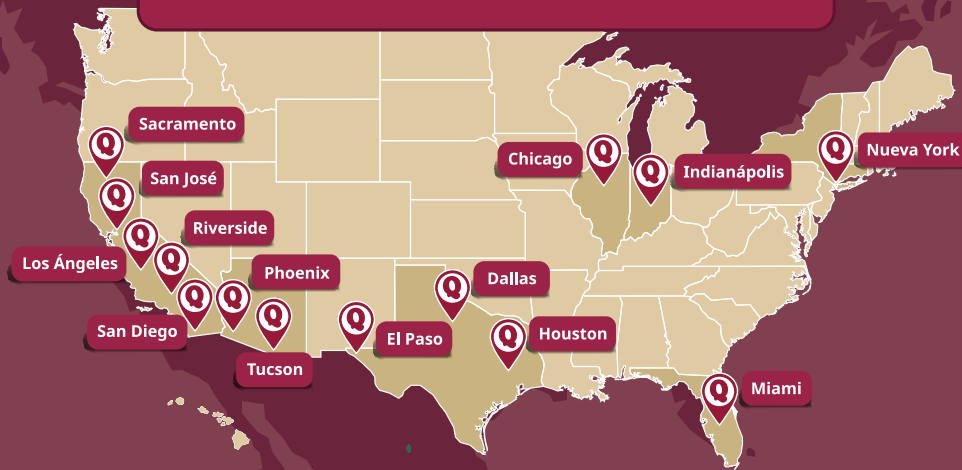 Sacramento
San José
Riverside
Los Ángeles
Phoenix
San Diego
Tucson
El Paso
Dallas
Houston
Chicago
Indianápolis
Nueva York
Miami
Q
Q
Q
Q
Q
Q
Q
Q
Q
Q
Q
Q
Q
Q